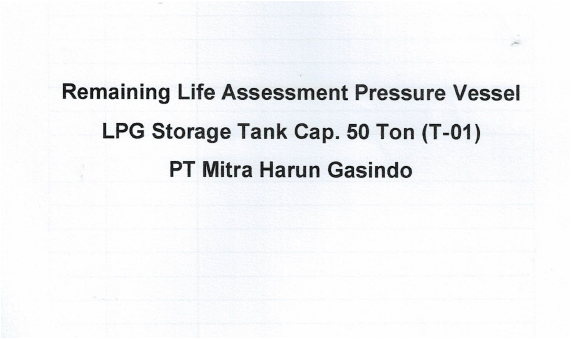 Remaining Life Assessment Pressure Vessel
LPG Storage Tank Cap. 50 Ton (T-01)
PT Mitra Harun Gasindo